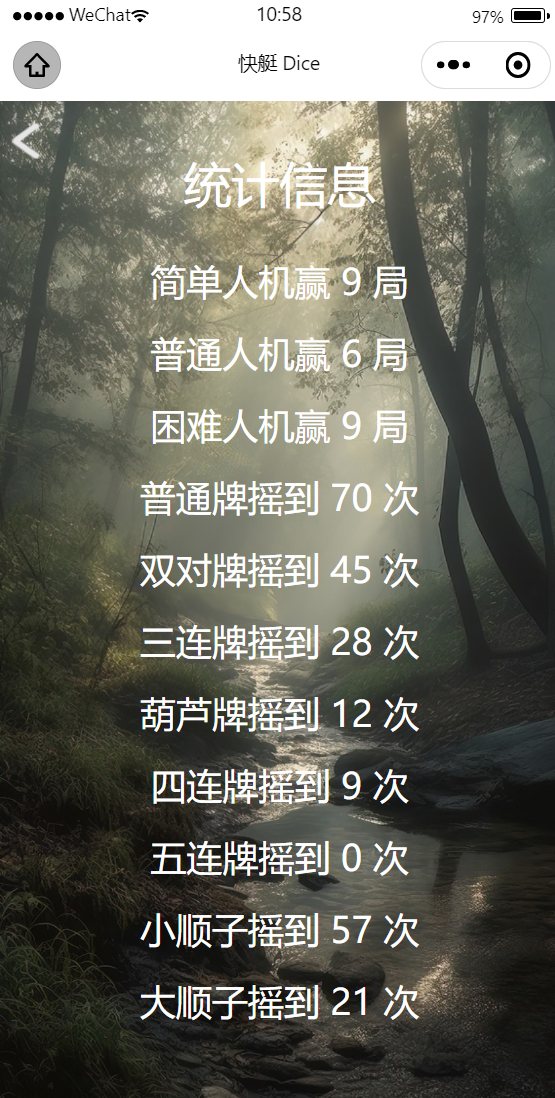 WeChat 10:58 97%
快艇 Dice
统计信息
简单人机赢 9 局
普通人机赢 6 局
困难人机赢 9 局
普通牌摇到 70 次
双对牌摇到 45 次
三连牌摇到 28 次
葫芦牌摇到 12 次
四连牌摇到 9 次
五连牌摇到 0 次
小顺子摇到 57 次
大顺子摇到 21 次